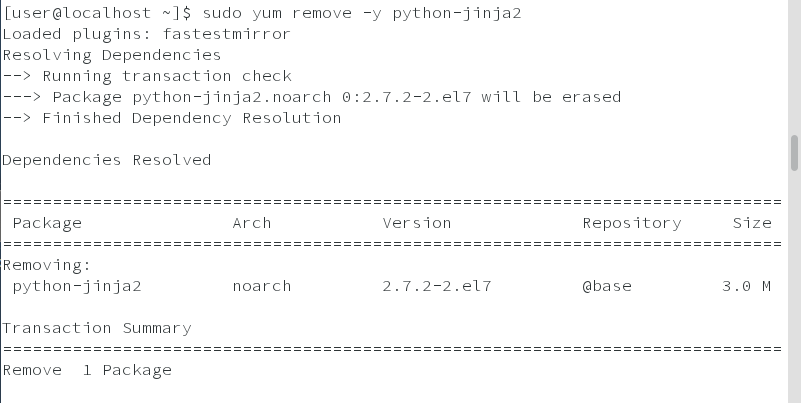 [user@localhost ~]$ sudo yum remove -y python-jinja2
Loaded plugins: fastestmirror
Resolving Dependencies
--> Running transaction check
---> Package python-jinja2.noarch 0:2.7.2-2.el7 will be erased
--> Finished Dependency Resolution
Dependencies Resolved
================================================================================
Package Arch Version Repository Size
================================================================================
Removing:
python-jinja2 noarch 2.7.2-2.el7 @base 3.0 M
Transaction Summary
================================================================================
Remove 1 Package